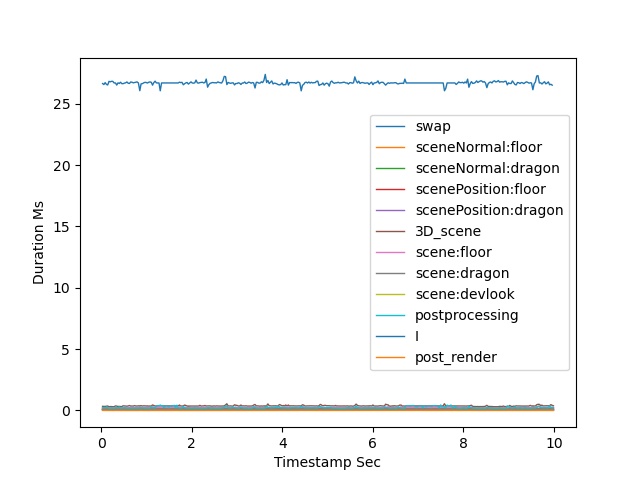 25
20
15
10
5
0
Duration Ms
swap
sceneNormal:floor
sceneNormal:dragon
scenePosition:floor
scenePosition:dragon
3D_scene
scene:floor
scene:dragon
scene:devlook
postprocessing
I
post_render
0 2 4 6 8 10
Timestamp Sec